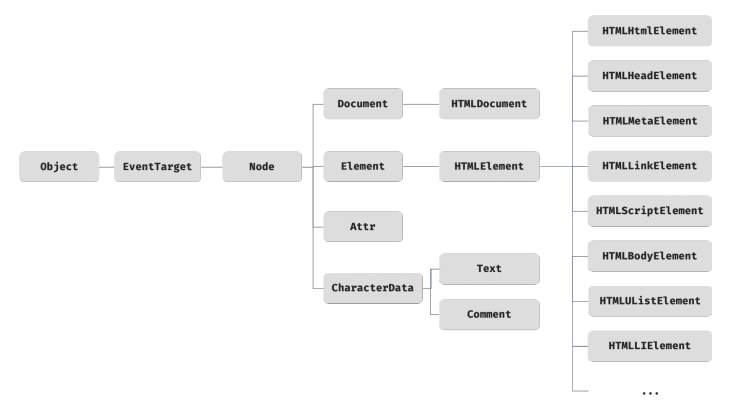 Object
EventTarget
Node
Document
HTMLDocument
Element
HTMLElement
Attr
CharacterData
Text
Comment
HTMLHtmlElement
HTMLHeadElement
HTMLMetaElement
HTMLLinkElement
HTMLScriptElement
HTMLBodyElement
HTMLUListElement
HTMLLIElement
...